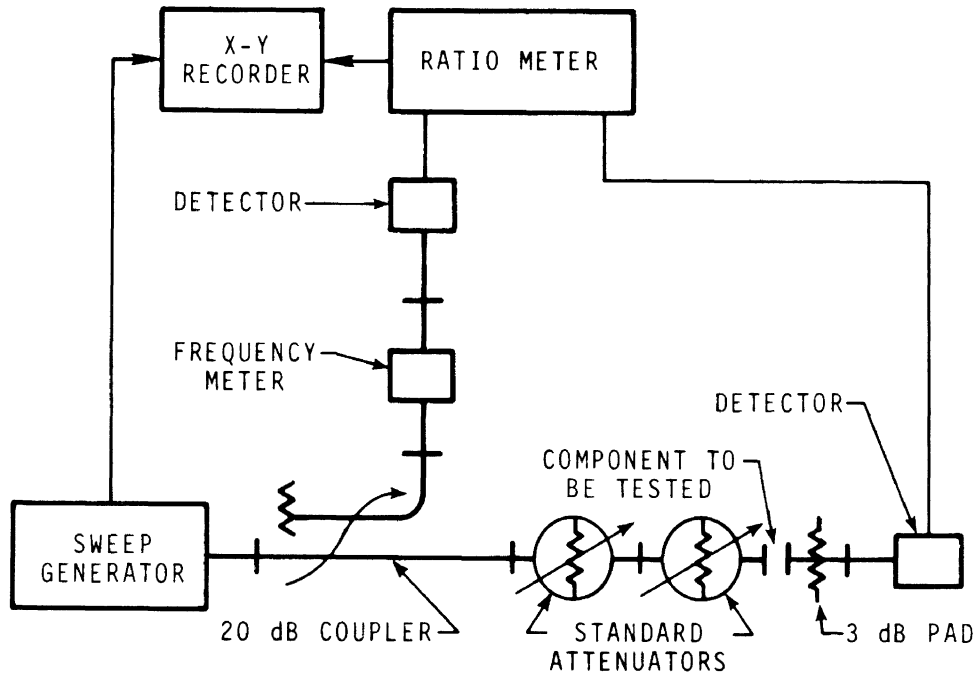 X-Y
RECORDER
RATIO METER
DETECTOR
FREQUENCY
METER
DETECTOR
COMPONENT TO
BE TESTED
SWEEP
GENERATOR
20 dB COUPLER
STANDARD
ATTENUATORS
3 dB PAD